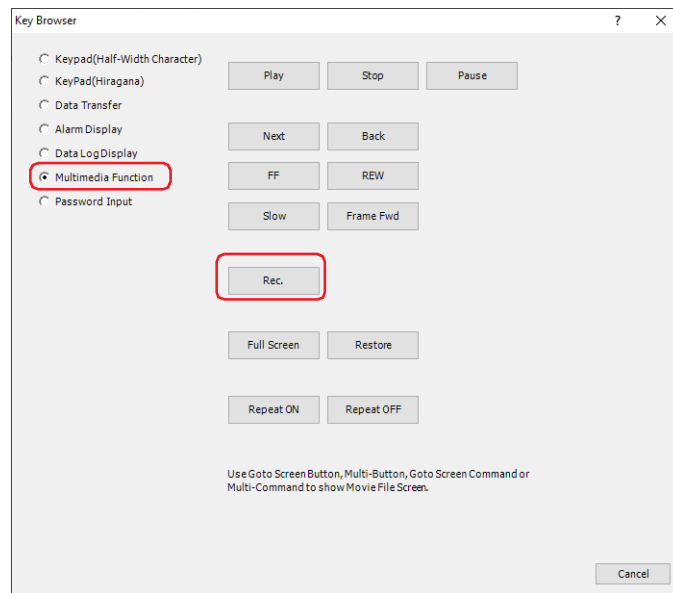 Key Browser
? ×
Keypad(Half-Width Character)
KeyPad(Hiragana)
Data Transfer
Alarm Display
Data Log Display
Multimedia Function
Password Input
Play Stop Pause
Next Back
FF REW
Slow Frame Fwd
Rec.
Full Screen Restore
Repeat ON Repeat OFF
Use Goto Screen Button, Multi-Button, Goto Screen Command or
Multi-Command to show Movie File Screen.
Cancel